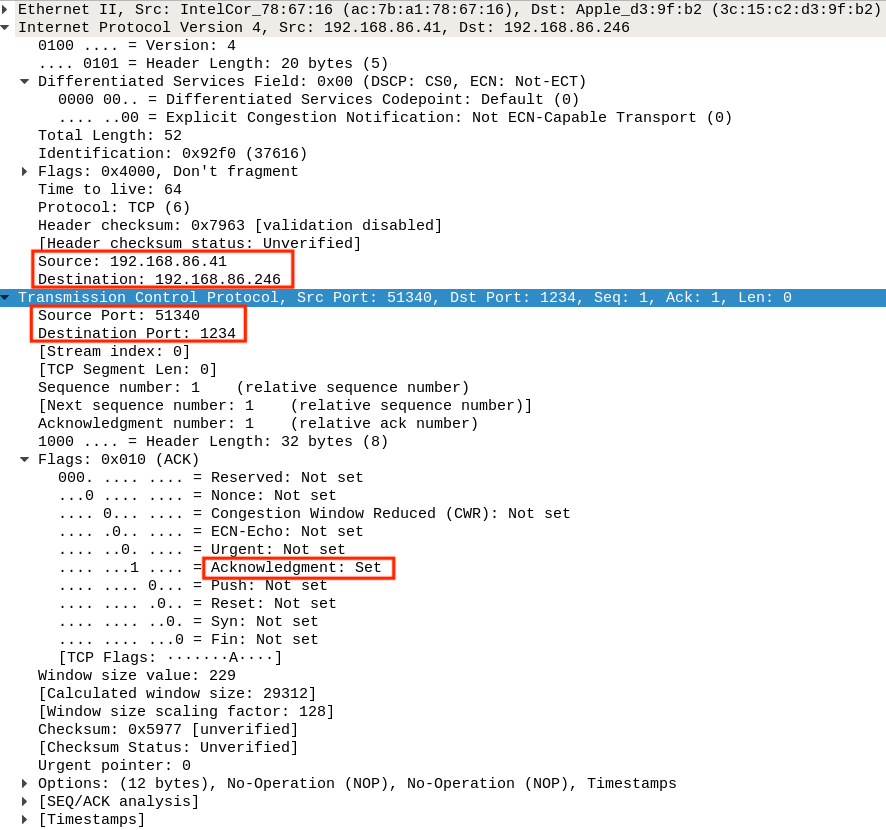 Ethernet II, Src: IntelCor_78:67:16 (ac:7b:a1:78:67:16), Dst: Apple_d3:9f:b2 (3c:15:c2:d3:9f:b2)
Internet Protocol Version 4, Src: 192.168.86.41, Dst: 192.168.86.246
0100 .... = Version: 4
.... 0101 = Header Length: 20 bytes (5)
Differentiated Services Field: 0x00 (DSCP: CS0, ECN: Not-ECT)
0000 00.. = Differentiated Services Codepoint: Default (0)
.... ..00 = Explicit Congestion Notification: Not ECN-Capable Transport (0)
Total Length: 52
Identification: 0x92f0 (37616)
Flags: 0x4000, Don't fragment
Time to live: 64
Protocol: TCP (6)
Header checksum: 0x7963 [validation disabled]
[Header checksum status: Unverified]
Source: 192.168.86.41
Destination: 192.168.86.246
Transmission Control Protocol, Src Port: 51340, Dst Port: 1234, Seq: 1, Ack: 1, Len: 0
Source Port: 51340
Destination Port: 1234
[Stream index: 0]
[TCP Segment Len: 0]
Sequence number: 1    (relative sequence number)
[Next sequence number: 1    (relative sequence number)]
Acknowledgment number: 1    (relative ack number)
1000 .... = Header Length: 32 bytes (8)
Flags: 0x010 (ACK)
000. .... .... = Reserved: Not set
...0 .... .... = Nonce: Not set
.... 0... .... = Congestion Window Reduced (CWR): Not set
.... .0.. .... = ECN-Echo: Not set
.... ..0. .... = Urgent: Not set
.... ...1 .... = Acknowledgment: Set
.... .... 0... = Push: Not set
.... .... .0.. = Reset: Not set
.... .... ..0. = Syn: Not set
.... .... ...0 = Fin: Not set
[TCP Flags: ·······A····]
Window size value: 229
[Calculated window size: 29312]
[Window size scaling factor: 128]
Checksum: 0x5977 [unverified]
[Checksum Status: Unverified]
Urgent pointer: 0
Options: (12 bytes), No-Operation (NOP), No-Operation (NOP), Timestamps
[SEQ/ACK analysis]
[Timestamps]